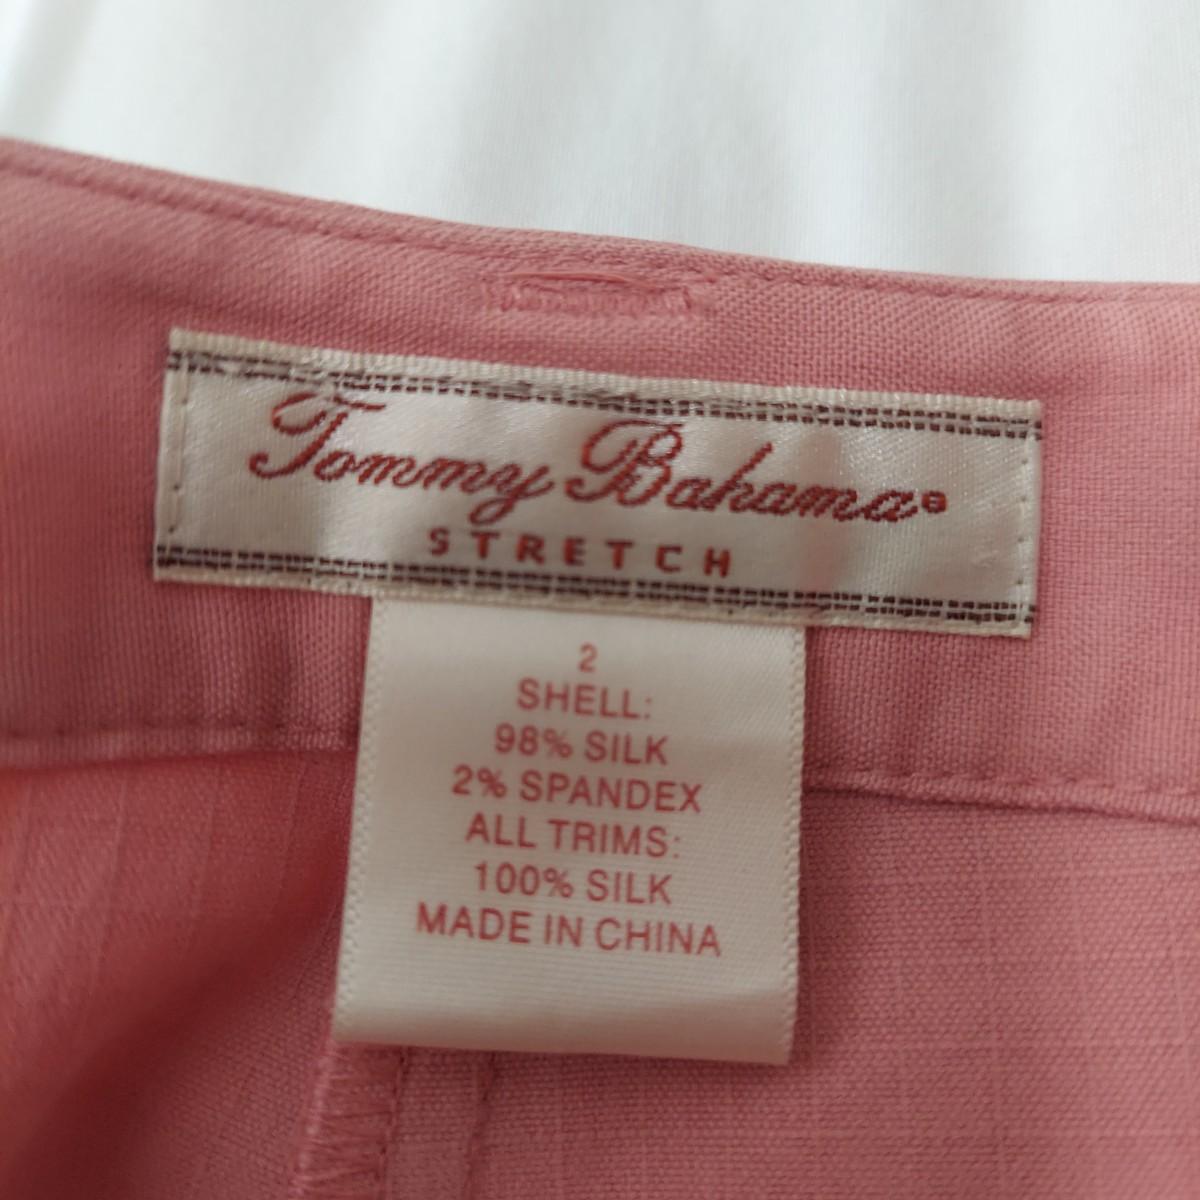 Tommy Bahama®
STRETCH
2
SHELL:
98% SILK
2% SPANDEX
ALL TRIMS:
100% SILK
MADE IN CHINA